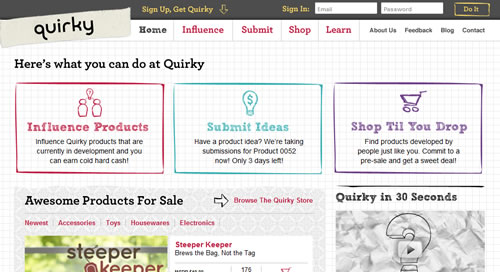 Sign Up, Get Quirky
Sign In:
Email
Password
Do It
quirky
Home
Influence
Submit
Shop
Learn
About Us
Feedback
Blog
Contact
Here's what you can do at Quirky
Influence Products
Influence Quirky products that are
currently in development and you
can earn cold hard cash!
Submit Ideas
Have a product idea? We're taking
submissions for Product 0052
now! Only 3 days left!
Shop Til You Drop
Find products developed by
people just like you. Commit to a
pre-sale and get a sweet deal!
Awesome Products For Sale
Browse The Quirky Store
Newest
Accessories
Toys
Housewares
Electronics
steeper
keeper
Steeper Keeper
Brews the Bag, Not the Tag
176
Quirky in 30 Seconds